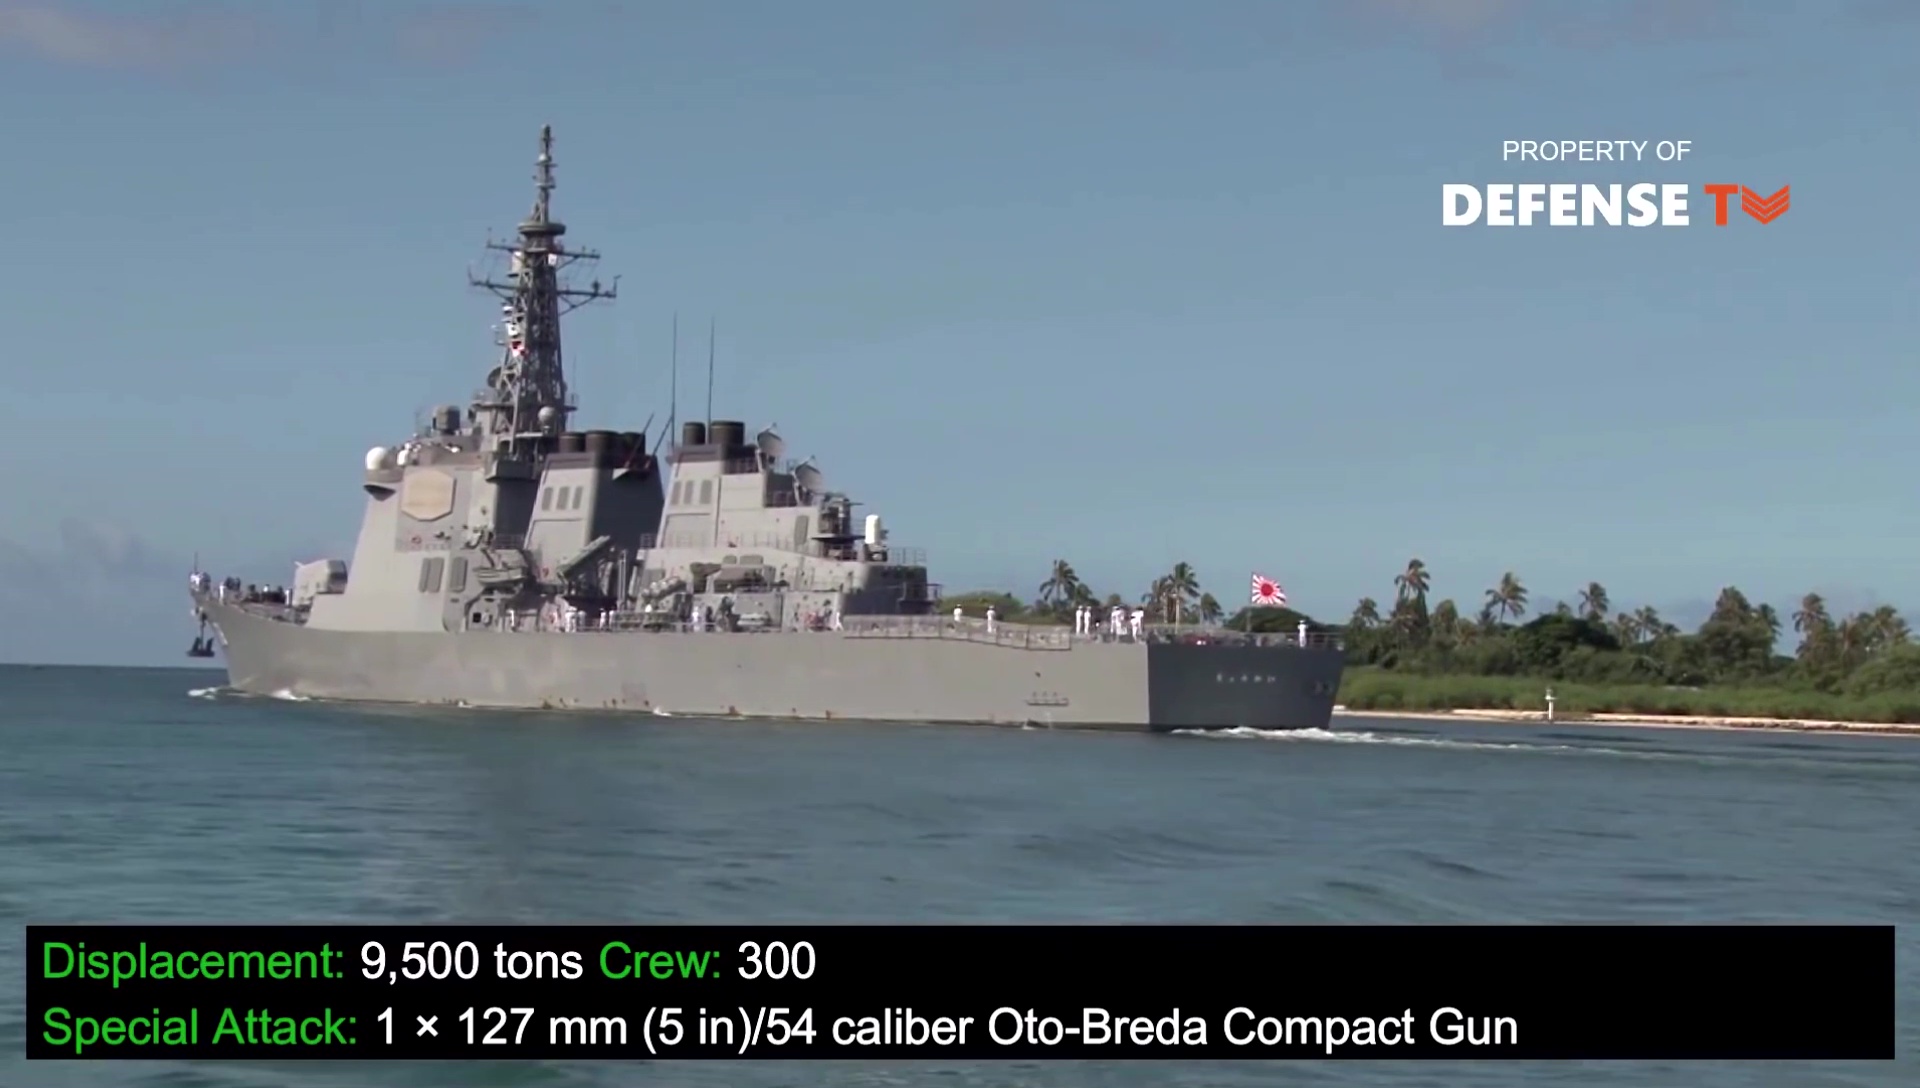 PROPERTY OF
DEFENSE TV
Displacement: 9,500 tons Crew: 300
Special Attack: 1 × 127 mm (5 in)/54 caliber Oto-Breda Compact Gun